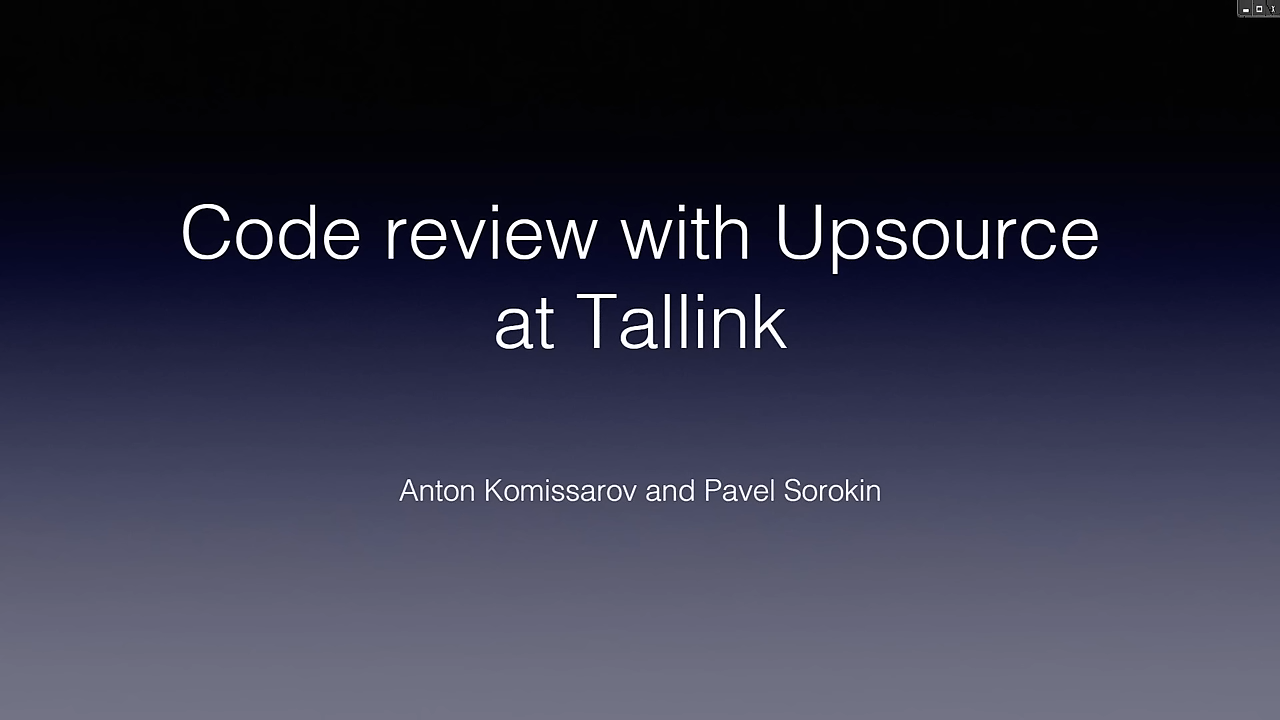 Code review with Upsource
at Tallink
Anton Komissarov and Pavel Sorokin